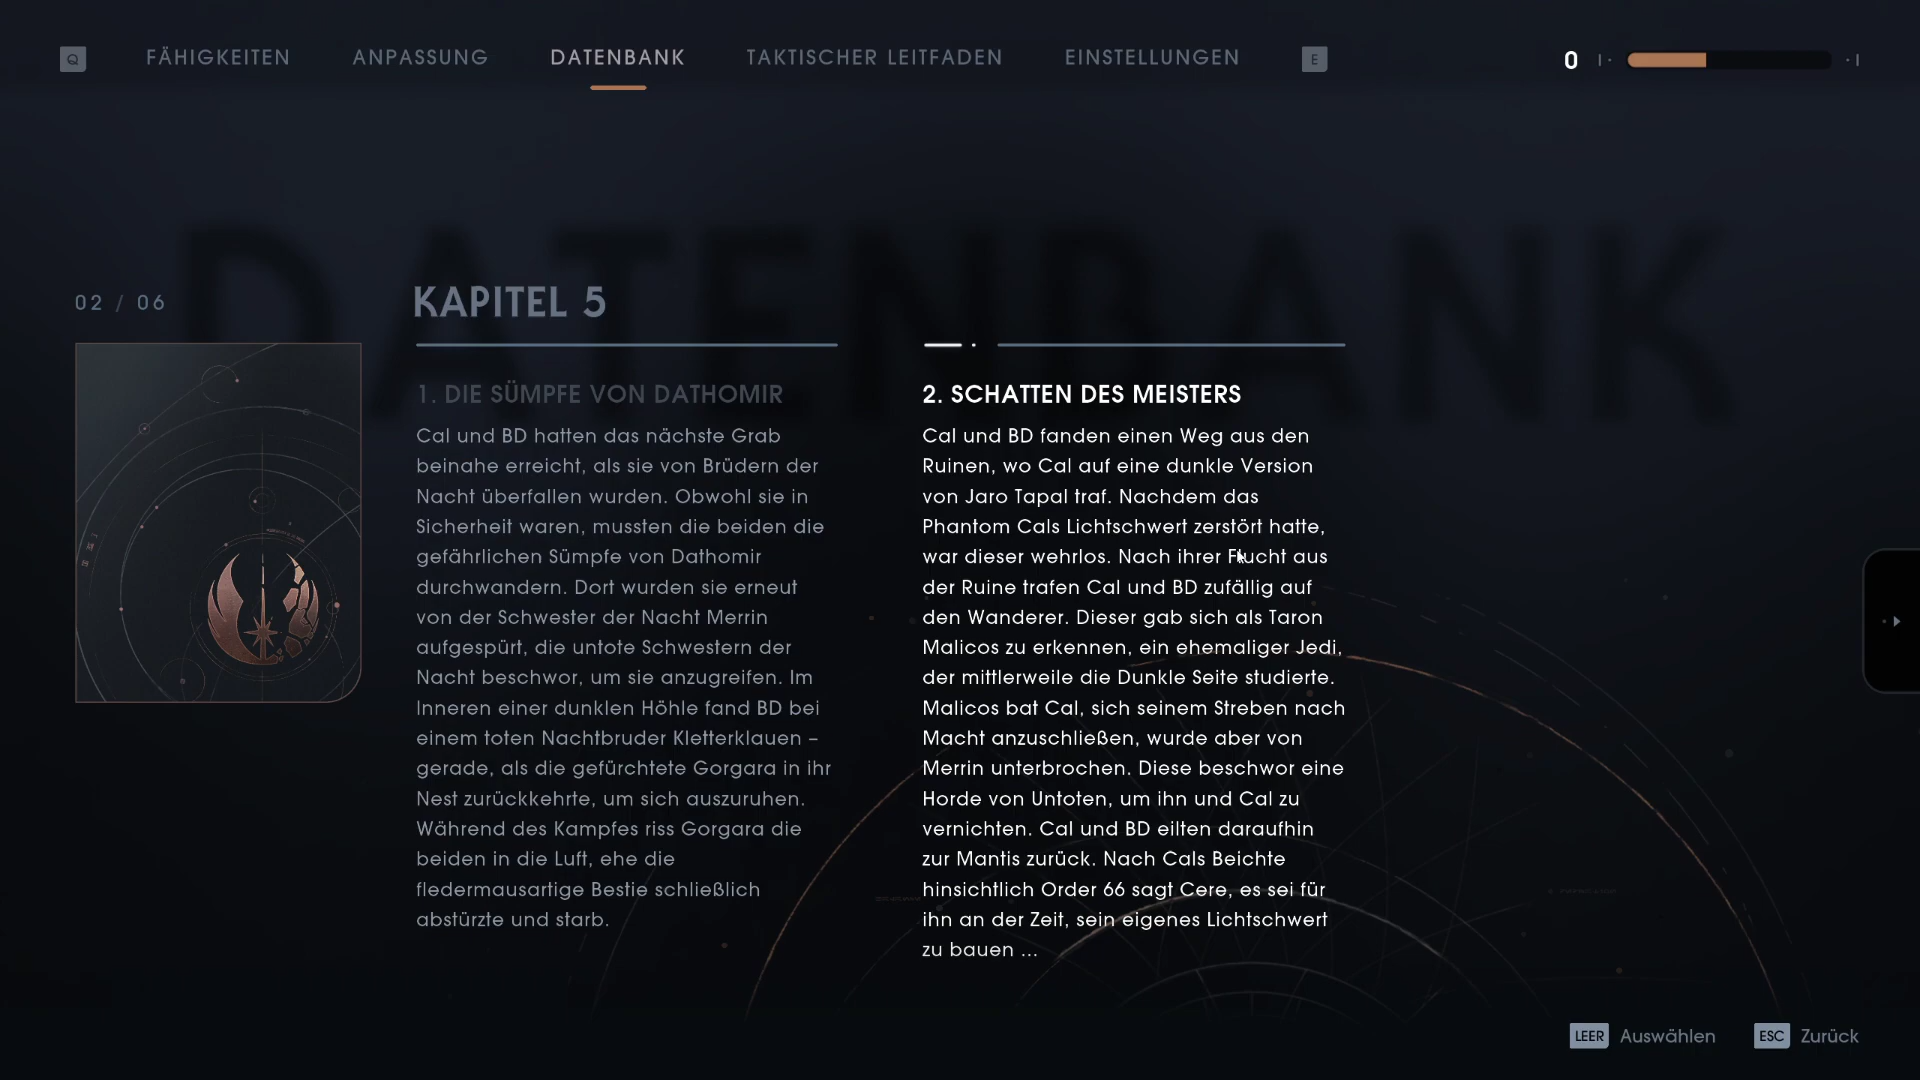 Q FÄHIGKEITEN ANPASSUNG DATENBANK TAKTISCHER LEITFADEN EINSTELLUNGEN E 0
DATENBANK
02 / 06
KAPITEL 5
1. DIE SÜMPFE VON DATHOMIR
Cal und BD hatten das nächste Grab
beinahe erreicht, als sie von Brüdern der
Nacht überfallen wurden. Obwohl sie in
Sicherheit waren, mussten die beiden die
gefährlichen Sümpfe von Dathomir
durchwandern. Dort wurden sie erneut
von der Schwester der Nacht Merrin
aufgespürt, die untote Schwestern der
Nacht beschwor, um sie anzugreifen. Im
Inneren einer dunklen Höhle fand BD bei
einem toten Nachtbruder Kletterklauen –
gerade, als die gefürchtete Gorgara in ihr
Nest zurückkehrte, um sich auszuruhen.
Während des Kampfes riss Gorgara die
beiden in die Luft, ehe die
fledermausartige Bestie schließlich
abstürzte und starb.
2. SCHATTEN DES MEISTERS
Cal und BD fanden einen Weg aus den
Ruinen, wo Cal auf eine dunkle Version
von Jaro Tapal traf. Nachdem das
Phantom Cals Lichtschwert zerstört hatte,
war dieser wehrlos. Nach ihrer Flucht aus
der Ruine trafen Cal und BD zufällig auf
den Wanderer. Dieser gab sich als Taron
Malicos zu erkennen, ein ehemaliger Jedi,
der mittlerweile die Dunkle Seite studierte.
Malicos bat Cal, sich seinem Streben nach
Macht anzuschließen, wurde aber von
Merrin unterbrochen. Diese beschwor eine
Horde von Untoten, um ihn und Cal zu
vernichten. Cal und BD eilten daraufhin
zur Mantis zurück. Nach Cals Beichte
hinsichtlich Order 66 sagt Cere, es sei für
ihn an der Zeit, sein eigenes Lichtschwert
zu bauen ...
LEER Auswählen ESC Zurück